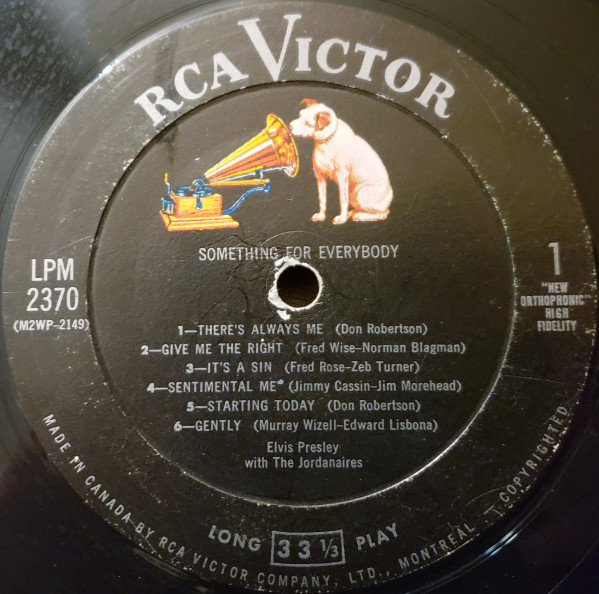 RCA VICTOR
SOMETHING FOR EVERYBODY
LPM
2370
(M2WP-2149)
1
"NEW
ORTHOPHONIC"
HIGH
FIDELITY
1—THERE'S ALWAYS ME (Don Robertson)
2—GIVE ME THE RIGHT (Fred Wise-Norman Blagman)
3—IT'S A SIN (Fred Rose-Zeb Turner)
4—SENTIMENTAL ME (Jimmy Cassin-Jim Morehead)
5—STARTING TODAY (Don Robertson)
6—GENTLY (Murray Wizell-Edward Lisbona)
Elvis Presley
with The Jordanaires
LONG 33 1/3 PLAY
MADE IN CANADA BY RCA VICTOR COMPANY, LTD., MONTREAL — COPYRIGHTED